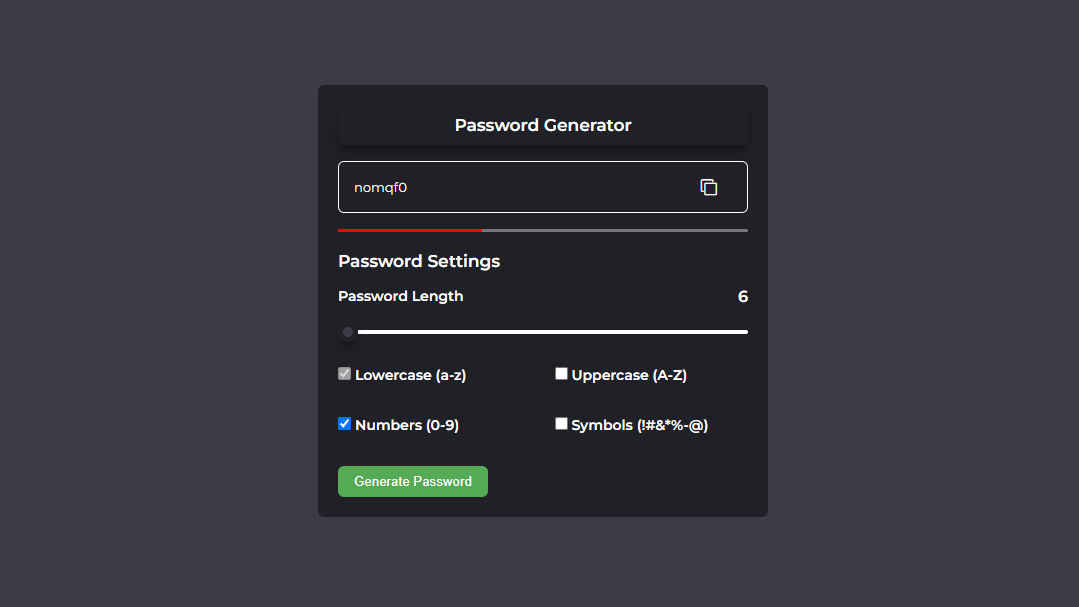 Password Generator
nomqf0
Password Settings
Password Length 6
Lowercase (a-z) Uppercase (A-Z)
Numbers (0-9) Symbols (!#&*%-@)
Generate Password